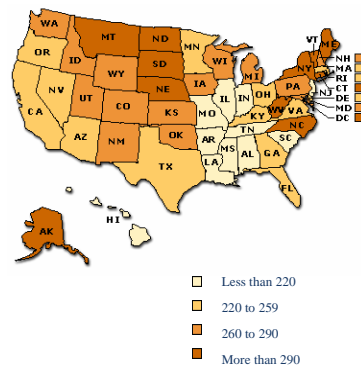 WA
MT
ND
MN
VT
ME
OR
ID
SD
WI
MI
NY
NH
MA
RI
CT
NJ
DE
MD
DC
WY
NE
IA
PA
NV
UT
CO
KS
IL
IN
OH
WV
VA
CA
MO
KY
NC
AZ
NM
OK
AR
TN
SC
TX
LA
MS
AL
GA
FL
HI
AK
Less than 220
220 to 259
260 to 290
More than 290